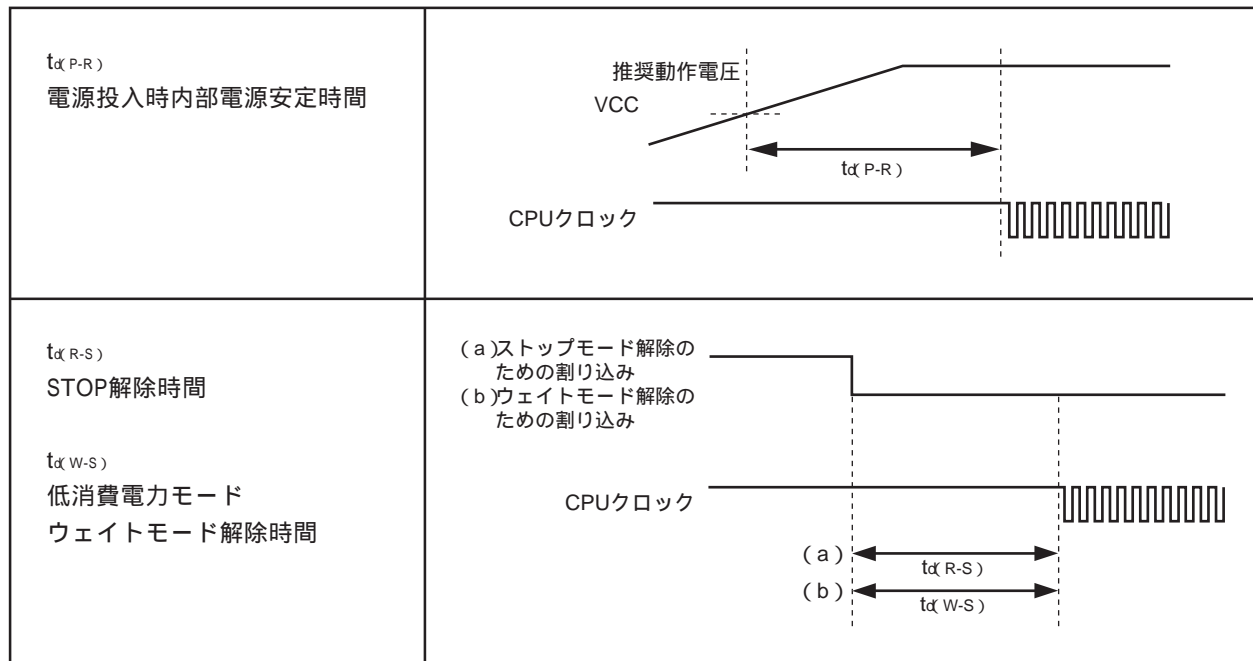 td(P-R)
電源投入時内部電源安定時間
推奨動作電圧
VCC
td(P-R)
CPUクロック
td(R-S)
STOP解除時間
td(W-S)
低消費電力モード
ウェイトモード解除時間
(a)ストップモード解除の
ための割り込み
(b)ウェイトモード解除の
ための割り込み
CPUクロック
(a)
td(R-S)
(b)
td(W-S)